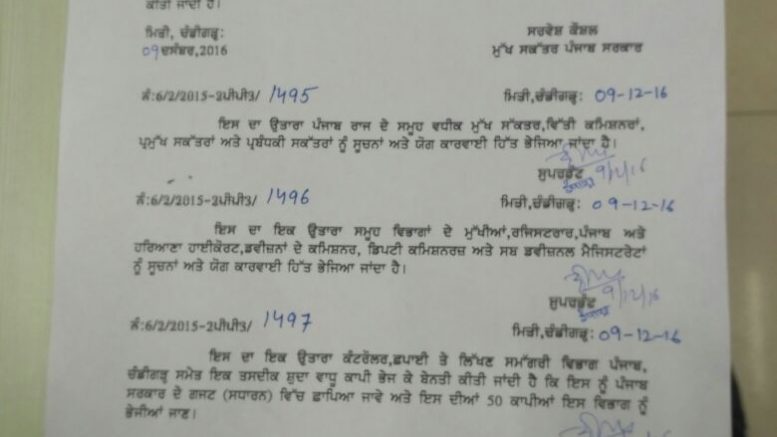 ਕੀਤੀ ਜਾਂਦੀ ਹੈ।
ਮਿਤੀ, ਚੰਡੀਗੜ੍ਹ:
09 ਦਸੰਬਰ, 2016
ਸਰਵੇਸ਼ ਕੌਸ਼ਲ
ਮੁੱਖ ਸਕੱਤਰ ਪੰਜਾਬ ਸਰਕਾਰ
ਨੰ:6/2/2015-2ਪੀਪੀ3/ 1495 ਮਿਤੀ,ਚੰਡੀਗੜ੍ਹ: 09-12-16
ਇਸ ਦਾ ਉਤਾਰਾ ਪੰਜਾਬ ਰਾਜ ਦੇ ਸਮੂਹ ਵਧੀਕ ਮੁੱਖ ਸੱਕਤਰ,ਵਿੱਤੀ ਕਮਿਸ਼ਨਰਾਂ,
ਪ੍ਰਮੁੱਖ ਸਕੱਤਰਾਂ ਅਤੇ ਪ੍ਰਬੰਧਕੀ ਸਕੱਤਰਾਂ ਨੂੰ ਸੂਚਨਾਂ ਅਤੇ ਯੋਗ ਕਾਰਵਾਈ ਹਿੱਤ ਭੇਜਿਆ ਜਾਂਦਾ ਹੈ।
ਸੁਪਰਡੰਟ 9/12/16
ਨੰ:6/2/2015-2ਪੀਪੀ3/ 1496 ਮਿਤੀ,ਚੰਡੀਗੜ੍ਹ: 09-12-16
ਇਸ ਦਾ ਇਕ ਉਤਾਰਾ ਸਮੂਹ ਵਿਭਾਗਾਂ ਦੇ ਮੁੱਖੀਆਂ,ਰਜਿਸਟਰਾਰ,ਪੰਜਾਬ ਅਤੇ
ਹਰਿਆਣਾ ਹਾਈਕੋਰਟ,ਡਵੀਜ਼ਨਾਂ ਦੇ ਕਮਿਸ਼ਨਰ, ਡਿਪਟੀ ਕਮਿਸ਼ਨਰਜ਼ ਅਤੇ ਸਬ ਡਵੀਜ਼ਨਲ ਮੈਜਿਸਟਰੇਟਾਂ
ਨੂੰ ਸੂਚਨਾਂ ਅਤੇ ਯੋਗ ਕਾਰਵਾਈ ਹਿੱਤ ਭੇਜਿਆ ਜਾਂਦਾ ਹੈ।
ਸੁਪਰਡੰਟ 9/12/16
ਨੰ:6/2/2015-2ਪੀਪੀ3/ 1497 ਮਿਤੀ,ਚੰਡੀਗੜ੍ਹ: 09-12-16
ਇਸ ਦਾ ਇਕ ਉਤਾਰਾ ਕੰਟਰੋਲਰ,ਛਪਾਈ ਤੇ ਲਿੱਖਣ ਸਮੱਗਰੀ ਵਿਭਾਗ ਪੰਜਾਬ,
ਚੰਡੀਗੜ੍ਹ ਸਮੇਤ ਇਕ ਤਸਦੀਕ ਸ਼ੁਦਾ ਵਾਧੂ ਕਾਪੀ ਭੇਜ ਕੇ ਬੇਨਤੀ ਕੀਤੀ ਜਾਂਦੀ ਹੈ ਕਿ ਇਸ ਨੂੰ ਪੰਜਾਬ
ਸਰਕਾਰ ਦੇ ਗਜ਼ਟ (ਸਧਾਰਨ) ਵਿੱਚ ਛਾਪਿਆ ਜਾਵੇ ਅਤੇ ਇਸ ਦੀਆਂ 50 ਕਾਪੀਆਂ ਇਸ ਵਿਭਾਗ ਨੂੰ
ਭੇਜੀਆਂ ਜਾਣ।